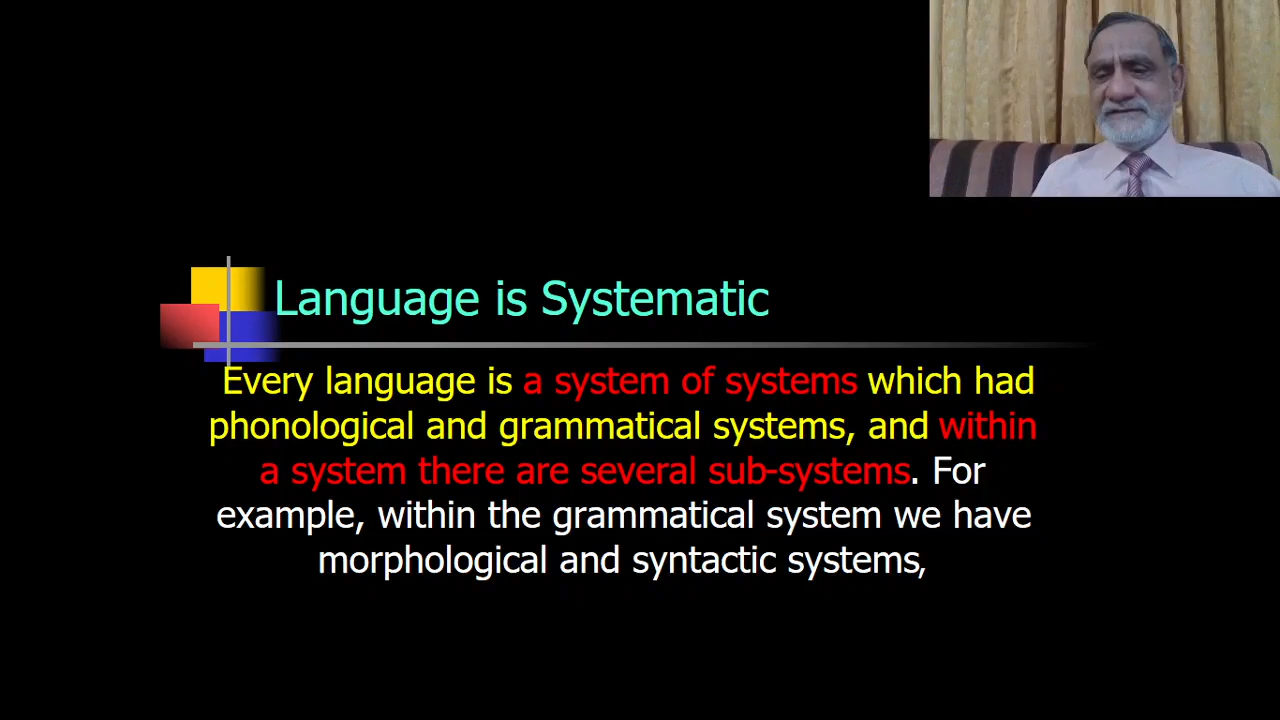 Language is Systematic
Every language is a system of systems which had
phonological and grammatical systems, and within
a system there are several sub-systems. For
example, within the grammatical system we have
morphological and syntactic systems,